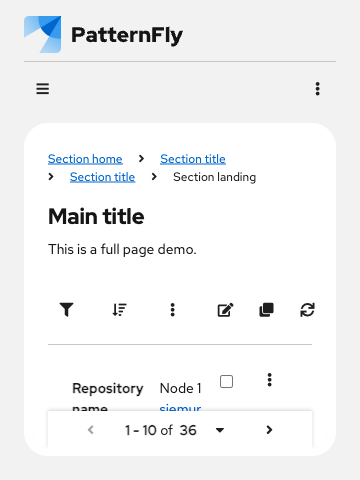 PatternFly
Section home Section title
Section title Section landing
Main title
This is a full page demo.
Repository Node 1
name siemur
1 - 10 of 36